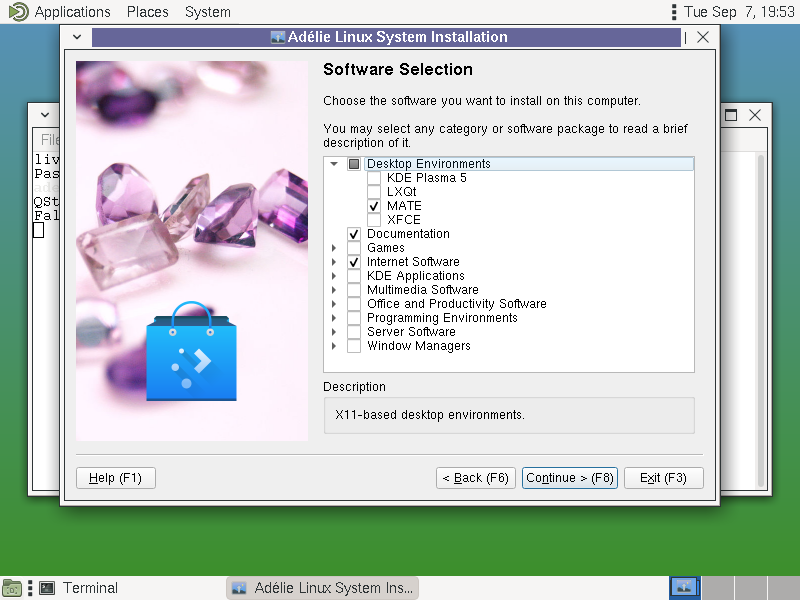 Applications Places System
Tue Sep 7, 19:53
Adélie Linux System Installation
File
liv
Pas
ade
QSt
Fal
Software Selection
Choose the software you want to install on this computer.
You may select any category or software package to read a brief
description of it.
Desktop Environments
KDE Plasma 5
LXQt
MATE
XFCE
Documentation
Games
Internet Software
KDE Applications
Multimedia Software
Office and Productivity Software
Programming Environments
Server Software
Window Managers
Description
X11-based desktop environments.
Help (F1)
< Back (F6)
Continue > (F8)
Exit (F3)
Terminal
Adélie Linux System Ins...